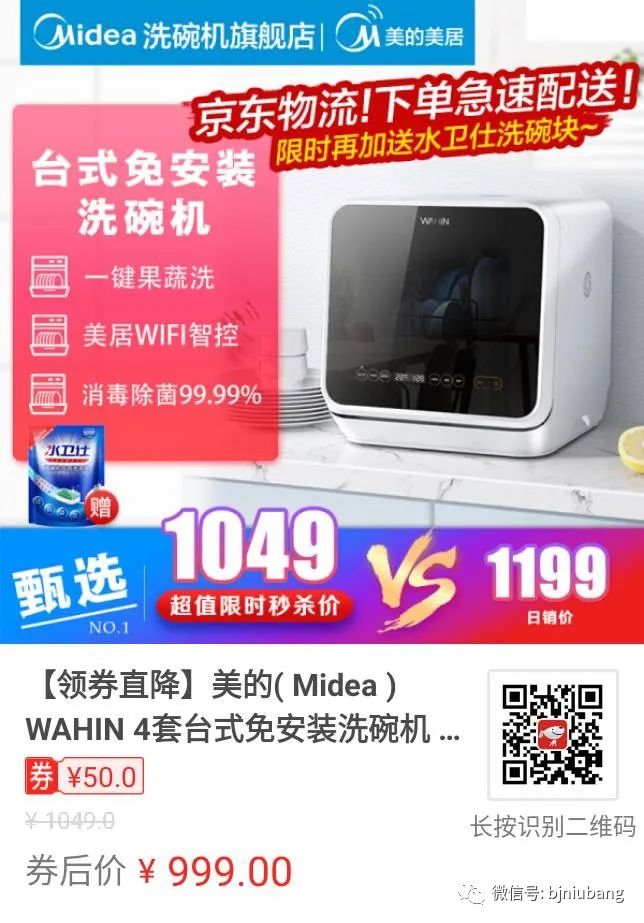 Midea 洗碗机旗舰店 | 美的美居
京东物流!下单急速配送!
限时再加送水卫仕洗碗块~
台式免安装
洗碗机
一键果蔬洗
美居WIFI智控
消毒除菌99.99%
WAHIN
水卫仕
赠
甄选
NO.1
1049
超值限时秒杀价
VS
1199
日销价
【领券直降】美的( Midea )
WAHIN 4套台式免安装洗碗机 ...
券 ¥50.0
¥ 1049.0
券后价 ¥ 999.00
长按识别二维码
微信号: bjniubang